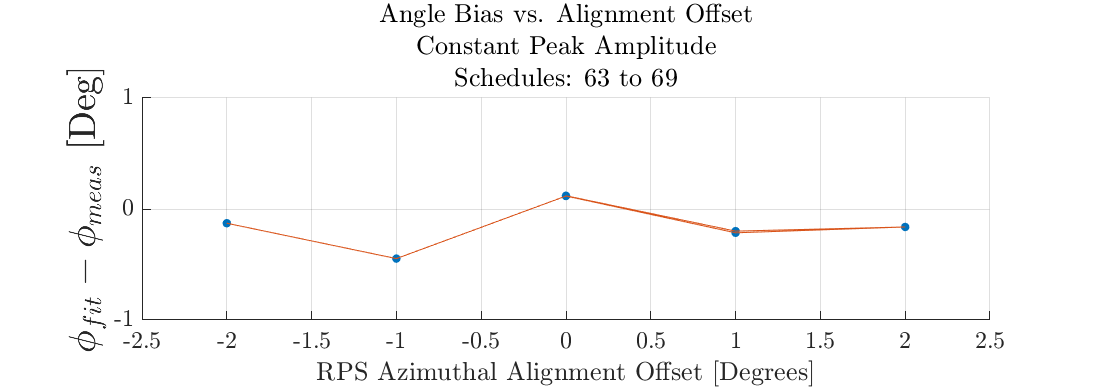 Angle Bias vs. Alignment Offset
Constant Peak Amplitude
Schedules: 63 to 69
ϕ_fit − ϕ_meas [Deg]
1
0
-1
-2.5 -2 -1.5 -1 -0.5 0 0.5 1 1.5 2 2.5
RPS Azimuthal Alignment Offset [Degrees]